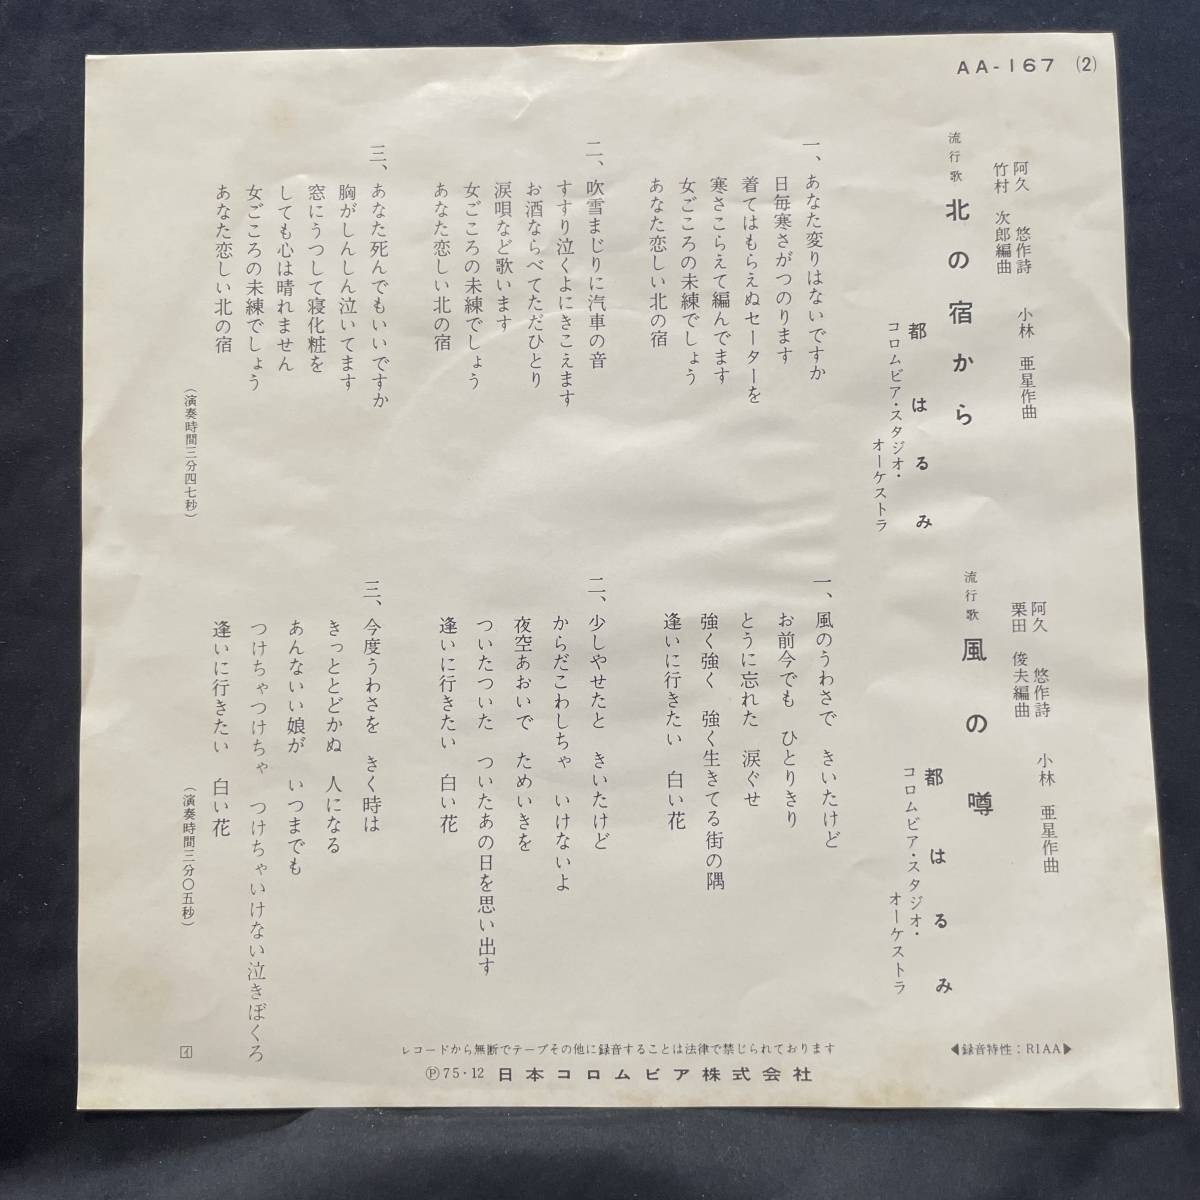 AA-167 (2)
阿久 悠作詩 小林 亜星作曲
竹村 次郎編曲
流行歌 北の宿から
都はるみ
コロムビア・スタジオ・
オーケストラ
一、あなた変りはないですか
日毎寒さがつのります
着てはもらえぬセーターを
寒さこらえて編んでます
女ごころの未練でしょう
あなた恋しい北の宿
二、吹雪まじりに汽車の音
すすり泣くよにきこえます
お酒ならべてただひとり
涙唄など歌います
女ごころの未練でしょう
あなた恋しい北の宿
三、あなた死んでもいいですか
胸がしんしん泣いてます
窓にうつして寝化粧を
しても心は晴れません
女ごころの未練でしょう
あなた恋しい北の宿
(演奏時間三分四七秒)
阿久 悠作詩 小林 亜星作曲
栗田 俊夫編曲
流行歌 風の噂
都はるみ
コロムビア・スタジオ・
オーケストラ
一、風のうわさで きいたけど
お前今でも ひとりきり
とうに忘れた 涙ぐせ
強く強く 強く生きてる街の隅
逢いに行きたい 白い花
二、少しやせたと きいたけど
からだこわしちゃ いけないよ
夜空あおいで ためいきを
ついたついた ついたあの日を思い出す
逢いに行きたい 白い花
三、今度うわさを きく時は
きっととどかぬ 人になる
あんないい娘が いつまでも
つけちゃつけちゃ つけちゃいけない泣きぼくろ
逢いに行きたい 白い花
(演奏時間三分〇五秒)
◀録音特性：RIAA▶
レコードから無断でテープその他に録音することは法律で禁じられております
Ⓟ75・12 日本コロムビア株式会社
イ